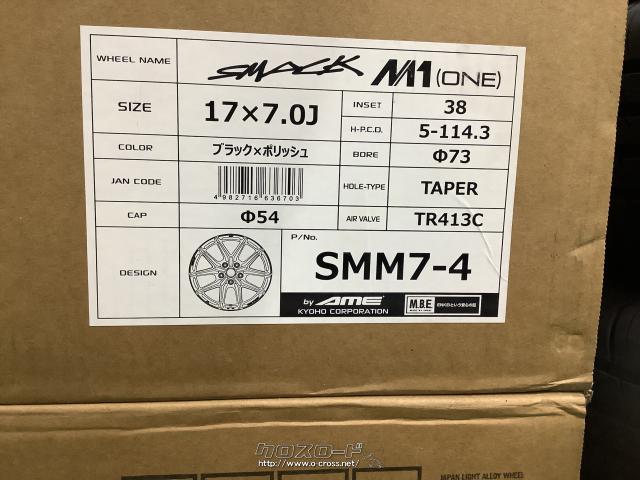 WHEEL NAME SMACK M1 (ONE)
SIZE 17×7.0J INSET 38
H-P.C.D. 5-114.3
COLOR ブラック×ポリッシュ BORE Φ73
JAN CODE 4 982716 636703 HOLE-TYPE TAPER
CAP Φ54 AIR VALVE TR413C
DESIGN P/No. SMM7-4
by AME KYOHO CORPORATION
M.B.E.
クロスロード
http://www.o-cross.net/
JAPAN LIGHT ALLOY WHEEL